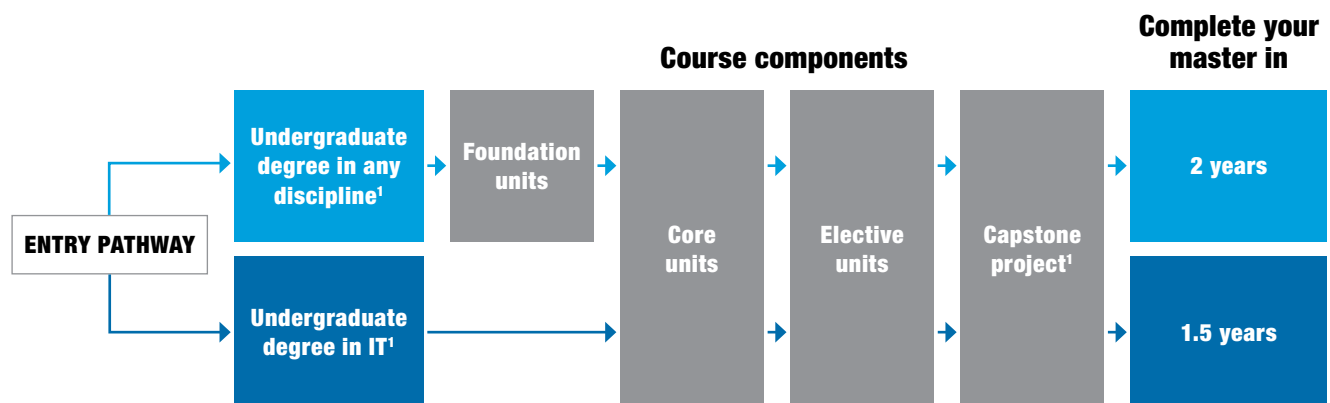 Course components
Complete your
master in
ENTRY PATHWAY
Undergraduate
degree in any
discipline¹
Foundation
units
Core
units
Elective
units
Capstone
project¹
2 years
Undergraduate
degree in IT¹
1.5 years